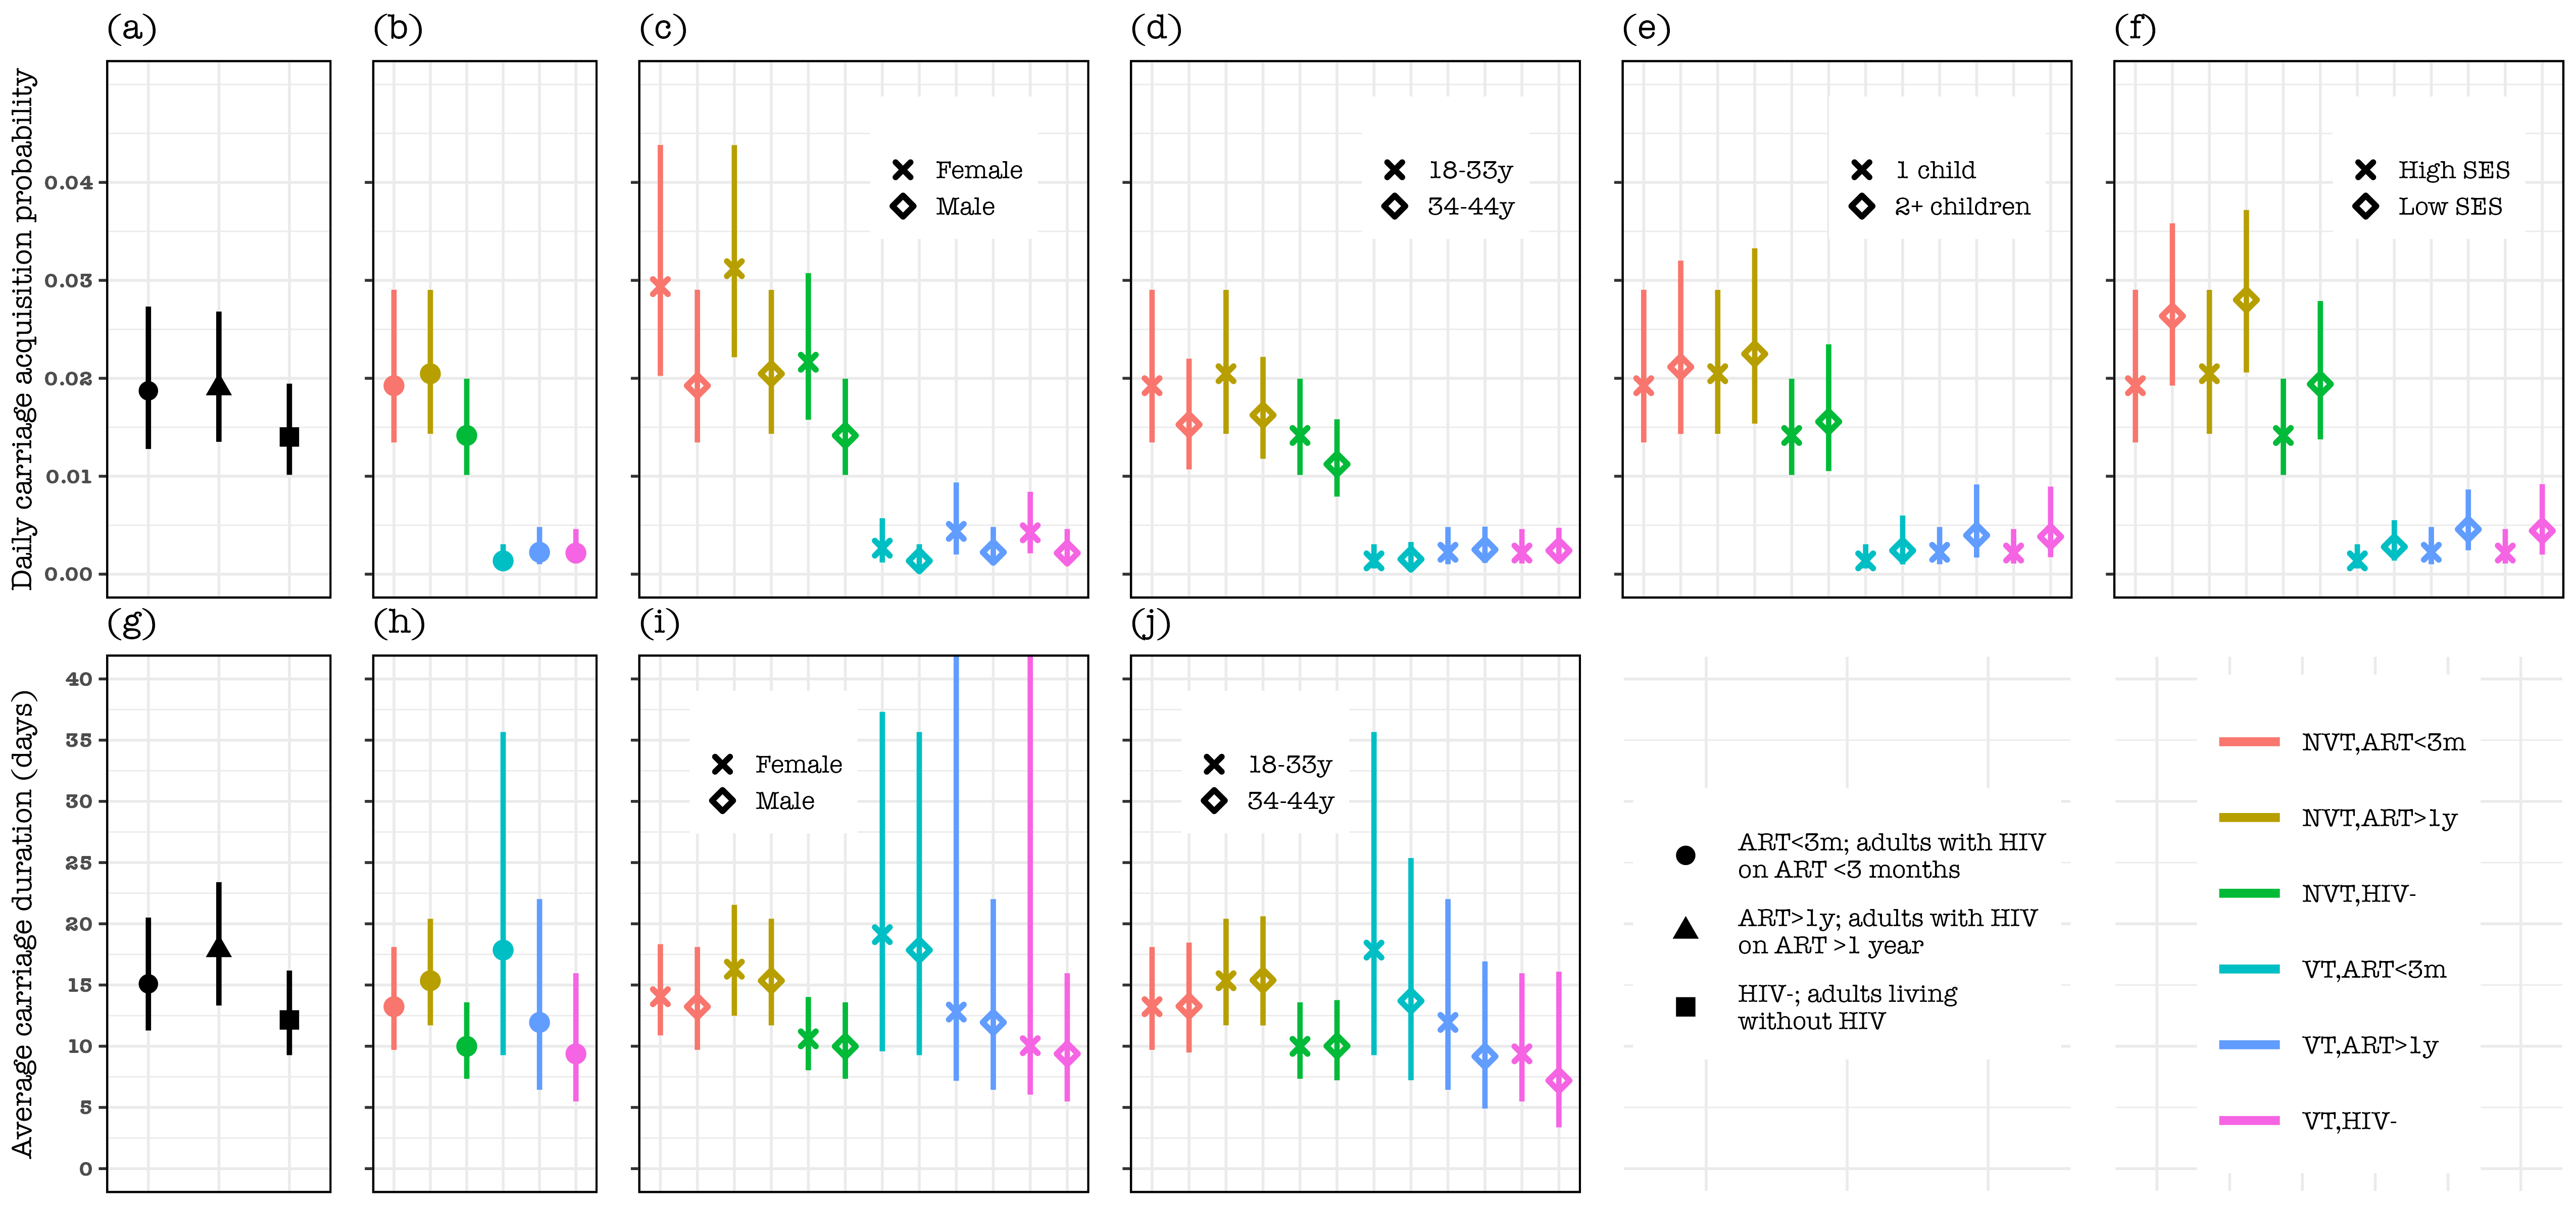 (a) (b) (c) (d) (e) (f)
Daily carriage acquisition probability
0.04
0.03
0.02
0.01
0.00
Female
Male
18-33y
34-44y
1 child
2+ children
High SES
Low SES
(g) (h) (i) (j)
Average carriage duration (days)
40
35
30
25
20
15
10
5
0
Female
Male
18-33y
34-44y
ART<3m; adults with HIV
on ART <3 months
ART>1y; adults with HIV
on ART >1 year
HIV-; adults living
without HIV
NVT,ART<3m
NVT,ART>1y
NVT,HIV-
VT,ART<3m
VT,ART>1y
VT,HIV-